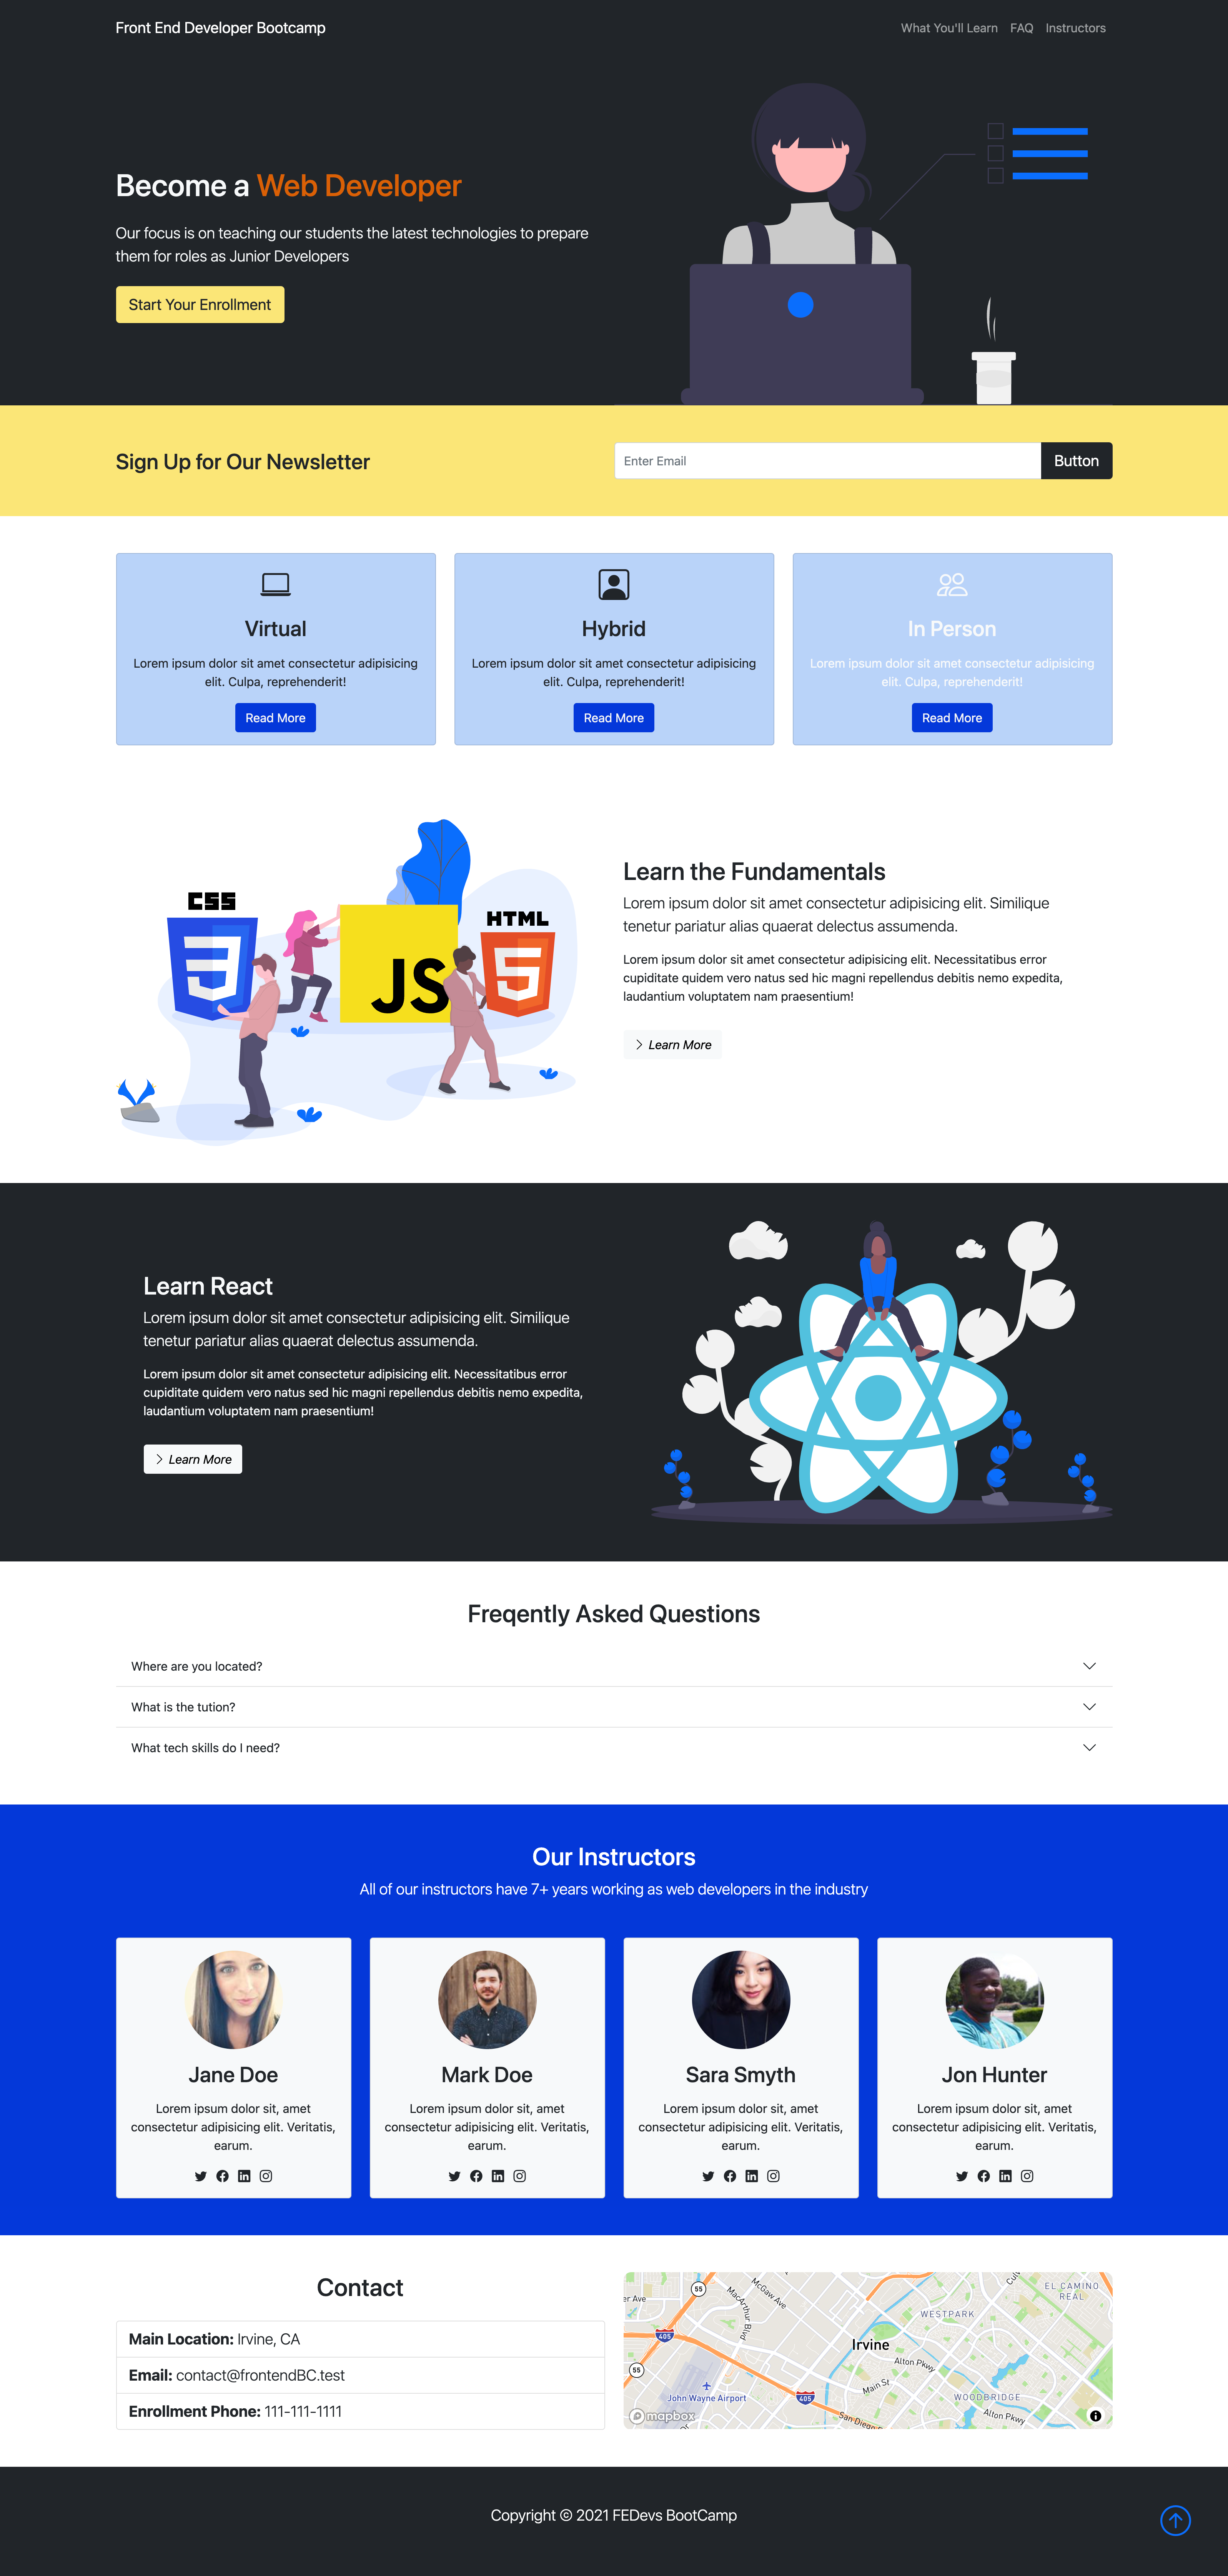 Front End Developer Bootcamp
What You'll Learn FAQ Instructors
Become a Web Developer
Our focus is on teaching our students the latest technologies to prepare
them for roles as Junior Developers
Start Your Enrollment
Sign Up for Our Newsletter
Enter Email
Button
Virtual
Lorem ipsum dolor sit amet consectetur adipisicing
elit. Culpa, reprehenderit!
Read More
Hybrid
Lorem ipsum dolor sit amet consectetur adipisicing
elit. Culpa, reprehenderit!
Read More
In Person
Lorem ipsum dolor sit amet consectetur adipisicing
elit. Culpa, reprehenderit!
Read More
CSS
3
JS
HTML
5
Learn the Fundamentals
Lorem ipsum dolor sit amet consectetur adipisicing elit. Similique
tenetur pariatur alias quaerat delectus assumenda.
Lorem ipsum dolor sit amet consectetur adipisicing elit. Necessitatibus error
cupiditate quidem vero natus sed hic magni repellendus debitis nemo expedita,
laudantium voluptatem nam praesentium!
Learn More
Learn React
Lorem ipsum dolor sit amet consectetur adipisicing elit. Similique
tenetur pariatur alias quaerat delectus assumenda.
Lorem ipsum dolor sit amet consectetur adipisicing elit. Necessitatibus error
cupiditate quidem vero natus sed hic magni repellendus debitis nemo expedita,
laudantium voluptatem nam praesentium!
Learn More
Freqently Asked Questions
Where are you located?
What is the tution?
What tech skills do I need?
Our Instructors
All of our instructors have 7+ years working as web developers in the industry
Jane Doe
Lorem ipsum dolor sit, amet
consectetur adipisicing elit. Veritatis,
earum.
Mark Doe
Lorem ipsum dolor sit, amet
consectetur adipisicing elit. Veritatis,
earum.
Sara Smyth
Lorem ipsum dolor sit, amet
consectetur adipisicing elit. Veritatis,
earum.
Jon Hunter
Lorem ipsum dolor sit, amet
consectetur adipisicing elit. Veritatis,
earum.
Contact
Main Location: Irvine, CA
Email: contact@frontendBC.test
Enrollment Phone: 111-111-1111
55
McGaw Ave
MacArthur Blvd
EL CAMINO
REAL
WESTPARK
405
Irvine
55
Alton Pkwy
Main St
John Wayne Airport
405
WOODBRIDGE
Alton Pkwy
mapbox
San Diego
Copyright © 2021 FEDevs BootCamp